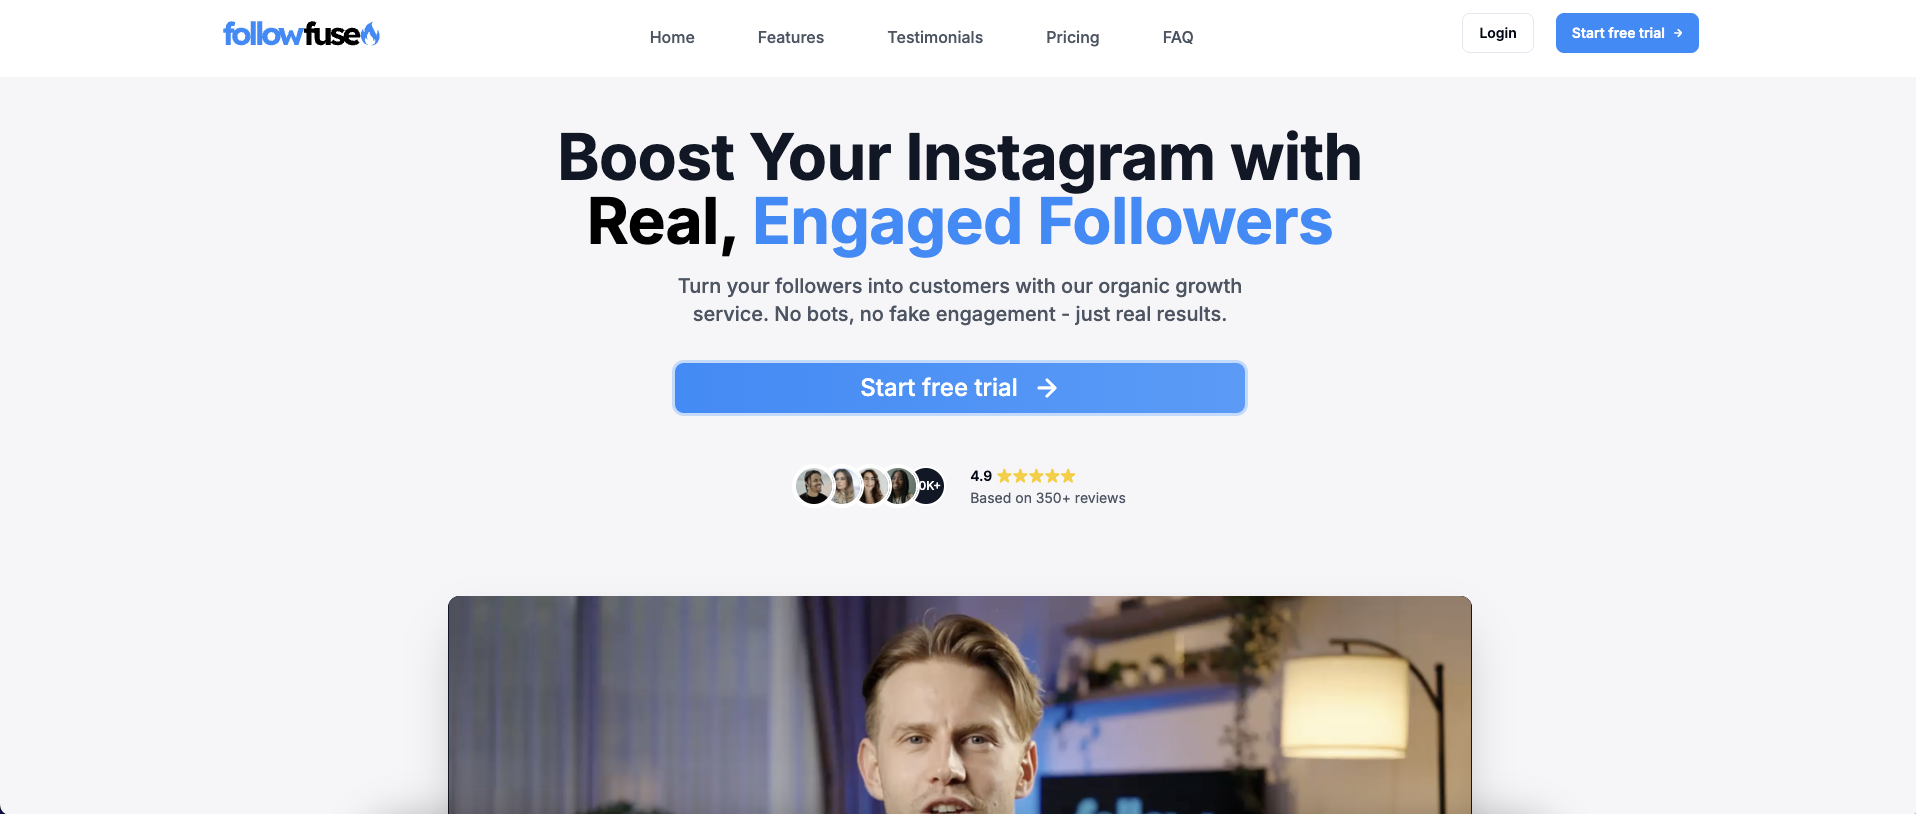 followfuse
Home
Features
Testimonials
Pricing
FAQ
Login
Start free trial →
Boost Your Instagram with
Real, Engaged Followers
Turn your followers into customers with our organic growth
service. No bots, no fake engagement - just real results.
Start free trial →
0K+
4.9 ⭐⭐⭐⭐⭐
Based on 350+ reviews